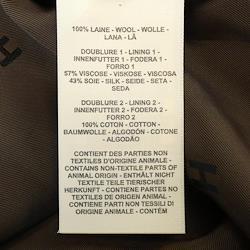 100% LAINE - WOOL - WOLLE -
LANA - LÃ
DOUBLURE 1 - LINING 1 -
INNENFUTTER 1 - FODERA 1 -
FORRO 1
57% VISCOSE - VISKOSE - VISCOSA
43% SOIE - SILK - SEIDE - SETA -
SEDA
DOUBLURE 2 - LINING 2 -
INNENFUTTER 2 - FODERA 2 -
FORRO 2
100% COTON - COTTON -
BAUMWOLLE - ALGODÓN - COTONE
- ALGODÃO
CONTIENT DES PARTIES NON
TEXTILES D'ORIGINE ANIMALE -
CONTAINS NON-TEXTILE PARTS OF
ANIMAL ORIGIN - ENTHÄLT NICHT
TEXTILE TEILE TIERISCHER
HERKUNFT - CONTIENE PARTES NO
TEXTILES DE ORIGEN ANIMAL -
CONTIENE PARTI NON TESSILI DI
ORIGINE ANIMALE - CONTÉM